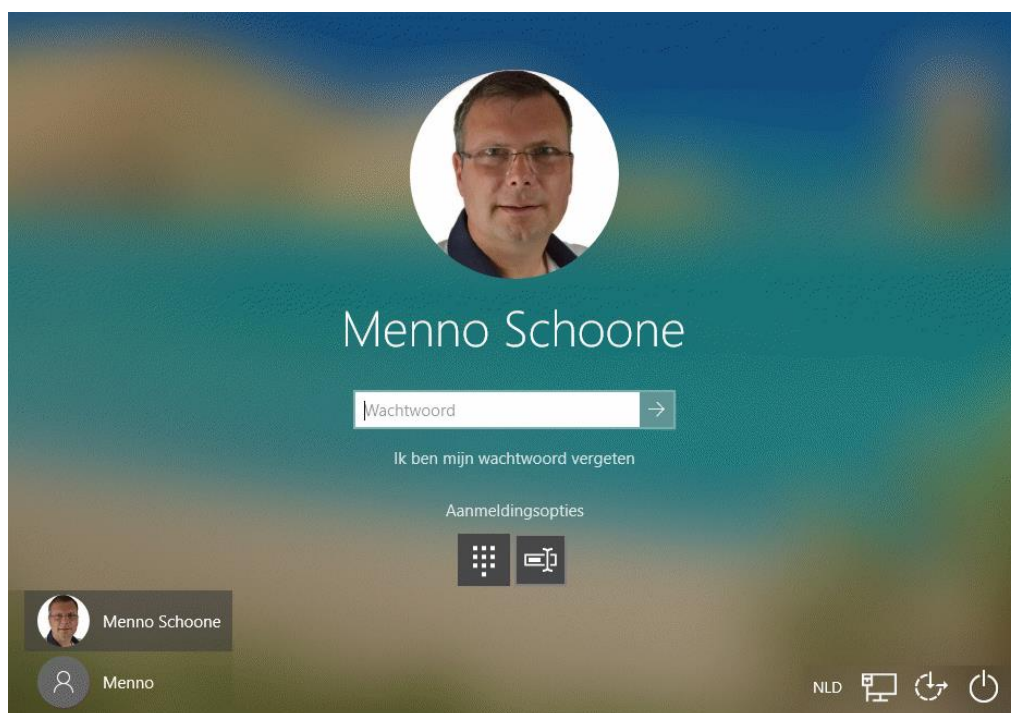 Menno Schoone
Wachtwoord
Ik ben mijn wachtwoord vergeten
Aanmeldingsopties
Menno Schoone
Menno
NLD